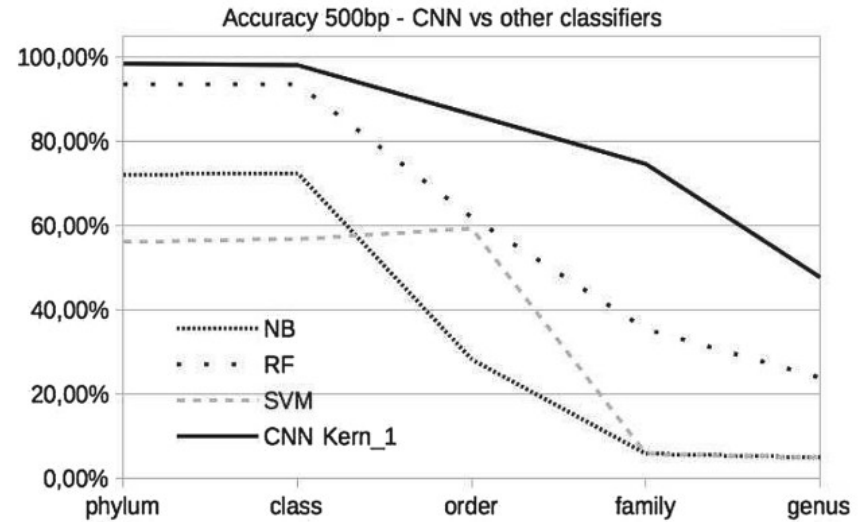 Accuracy 500bp - CNN vs other classifiers
100,00%
80,00%
60,00%
40,00%
20,00%
0,00%
NB
RF
SVM
CNN Kern_1
phylum class order family genus